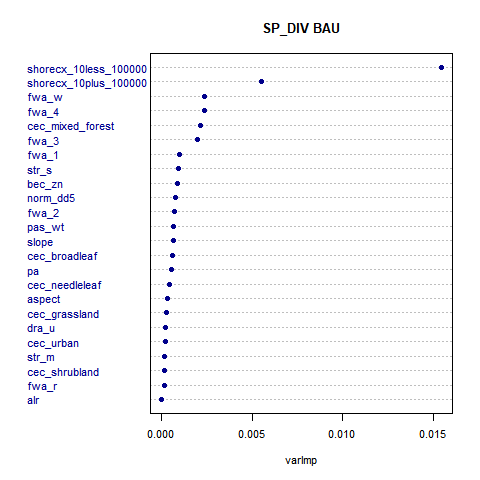 SP_DIV BAU
shorecx_10less_100000
shorecx_10plus_100000
fwa_w
fwa_4
cec_mixed_forest
fwa_3
fwa_1
str_s
bec_zn
norm_dd5
fwa_2
pas_wt
slope
cec_broadleaf
pa
cec_needleleaf
aspect
cec_grassland
dra_u
cec_urban
str_m
cec_shrubland
fwa_r
alr
0.000 0.005 0.010 0.015
varImp